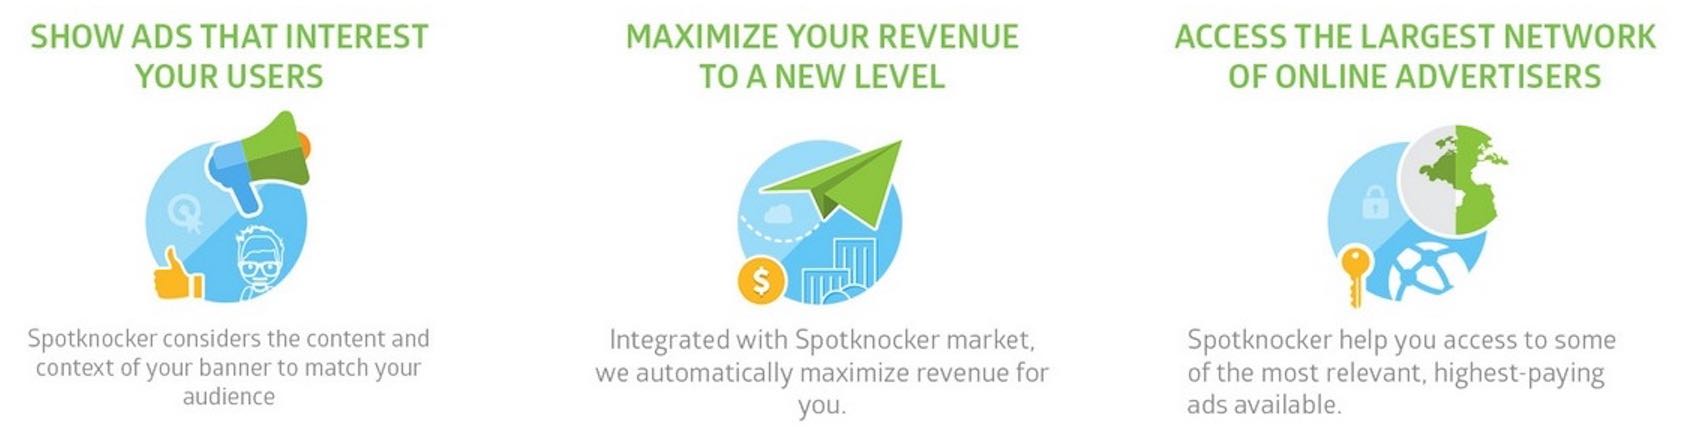 SHOW ADS THAT INTEREST
YOUR USERS
Spotknocker considers the content and
context of your banner to match your
audience
MAXIMIZE YOUR REVENUE
TO A NEW LEVEL
$
Integrated with Spotknocker market,
we automatically maximize revenue for
you.
ACCESS THE LARGEST NETWORK
OF ONLINE ADVERTISERS
Spotknocker help you access to some
of the most relevant, highest-paying
ads available.